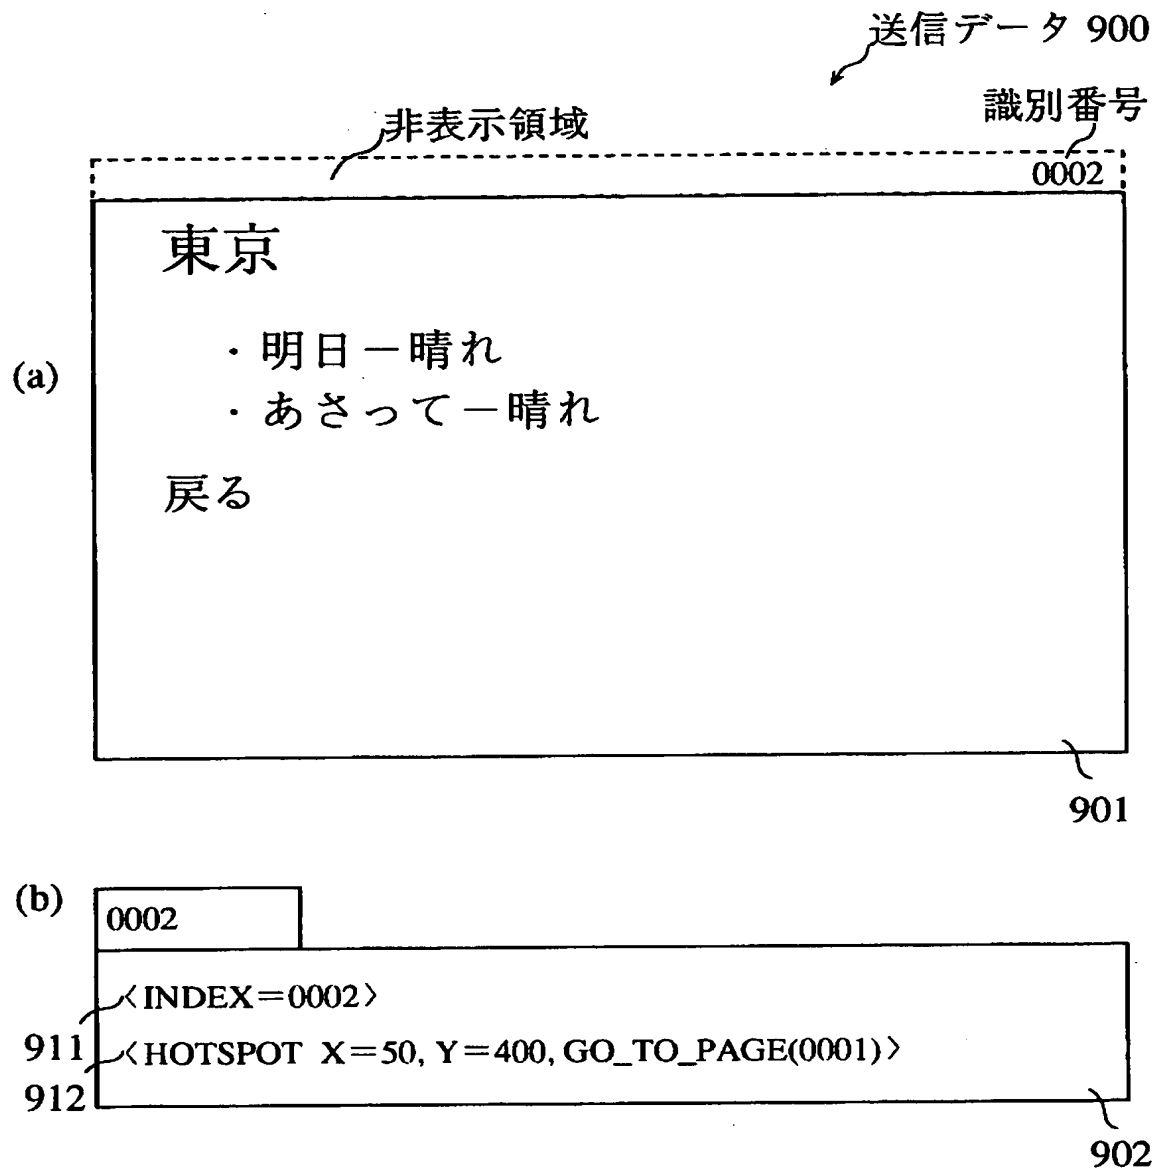 送信データ 900
識別番号
非表示領域
0002
東京
・明日－晴れ
(a)
・あさって－晴れ
戻る
901
(b)
0002
〈INDEX＝0002〉
911
〈HOTSPOT X＝50, Y＝400, GO_TO_PAGE(0001)〉
912
902